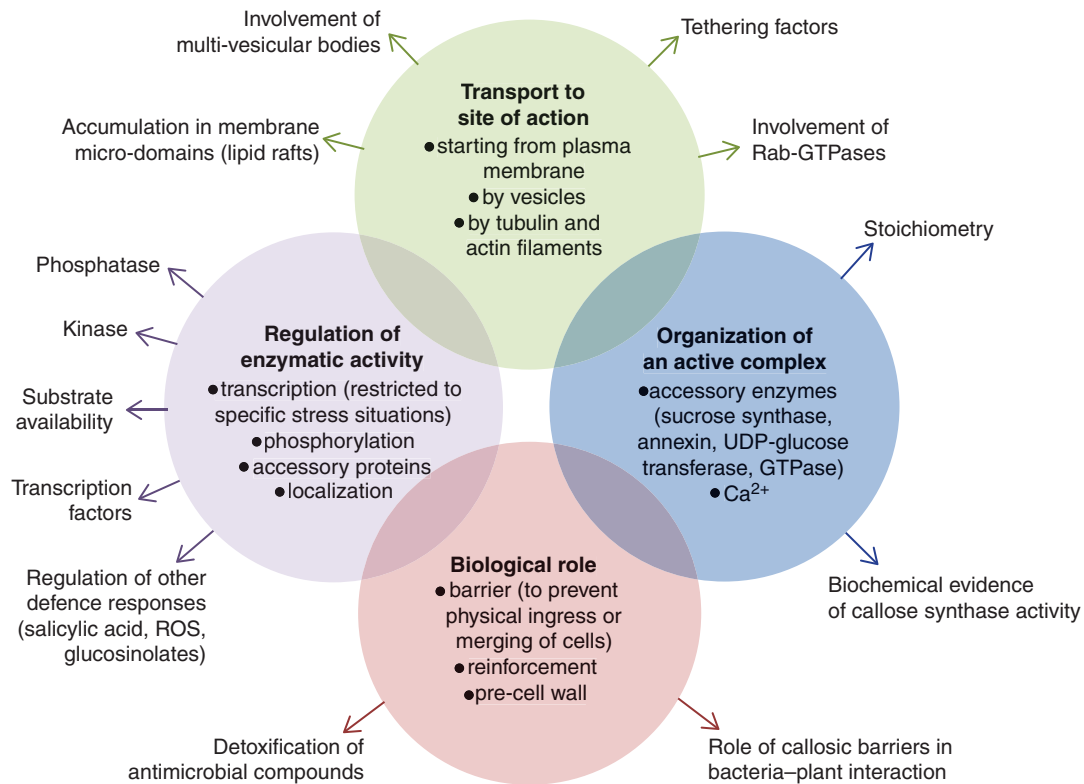 Involvement of
multi-vesicular bodies
Tethering factors
Accumulation in membrane
micro-domains (lipid rafts)
Involvement of
Rab-GTPases
Transport to
site of action
● starting from plasma
membrane
● by vesicles
● by tubulin and
actin filaments
Phosphatase
Kinase
Substrate
availability
Transcription
factors
Regulation of other
defence responses
(salicylic acid, ROS,
glucosinolates)
Regulation of
enzymatic activity
● transcription (restricted to
specific stress situations)
● phosphorylation
● accessory proteins
● localization
Stoichiometry
Organization of
an active complex
● accessory enzymes
(sucrose synthase,
annexin, UDP-glucose
transferase, GTPase)
● Ca²⁺
Biochemical evidence
of callose synthase activity
Biological role
● barrier (to prevent
physical ingress or
merging of cells)
● reinforcement
● pre-cell wall
Detoxification of
antimicrobial compounds
Role of callosic barriers in
bacteria–plant interaction